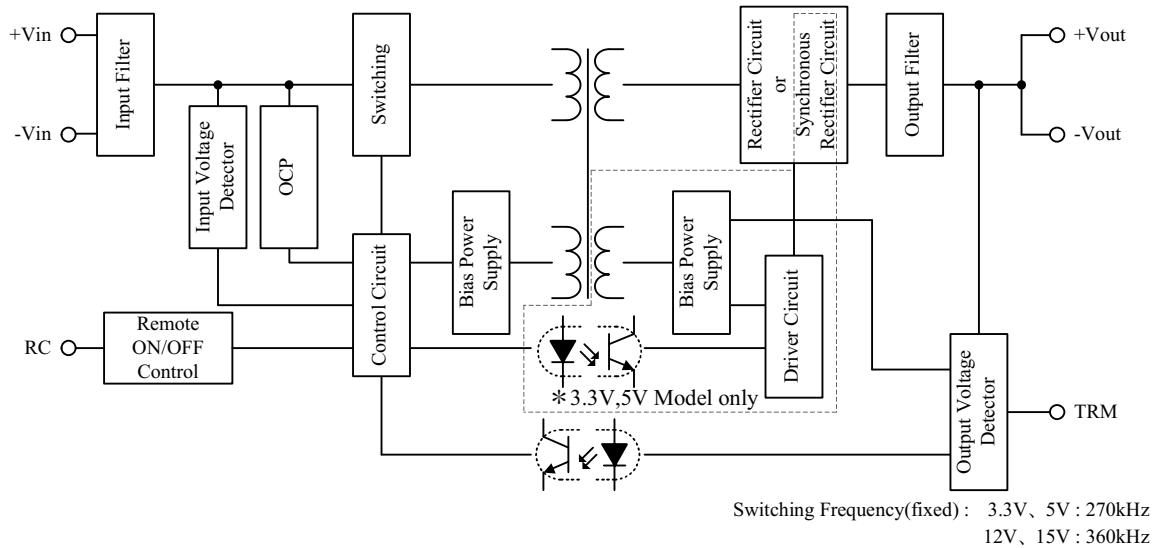 +Vin
-Vin
Input Filter
Input Voltage
Detector
OCP
Switching
Control Circuit
Bias Power
Supply
RC
Remote
ON/OFF
Control
Rectifier Circuit
or
Synchronous
Rectifier Circuit
Output Filter
+Vout
-Vout
Bias Power
Supply
Driver Circuit
＊3.3V,5V Model only
Output Voltage
Detector
TRM
Switching Frequency(fixed) : 3.3V、5V : 270kHz
12V、15V : 360kHz